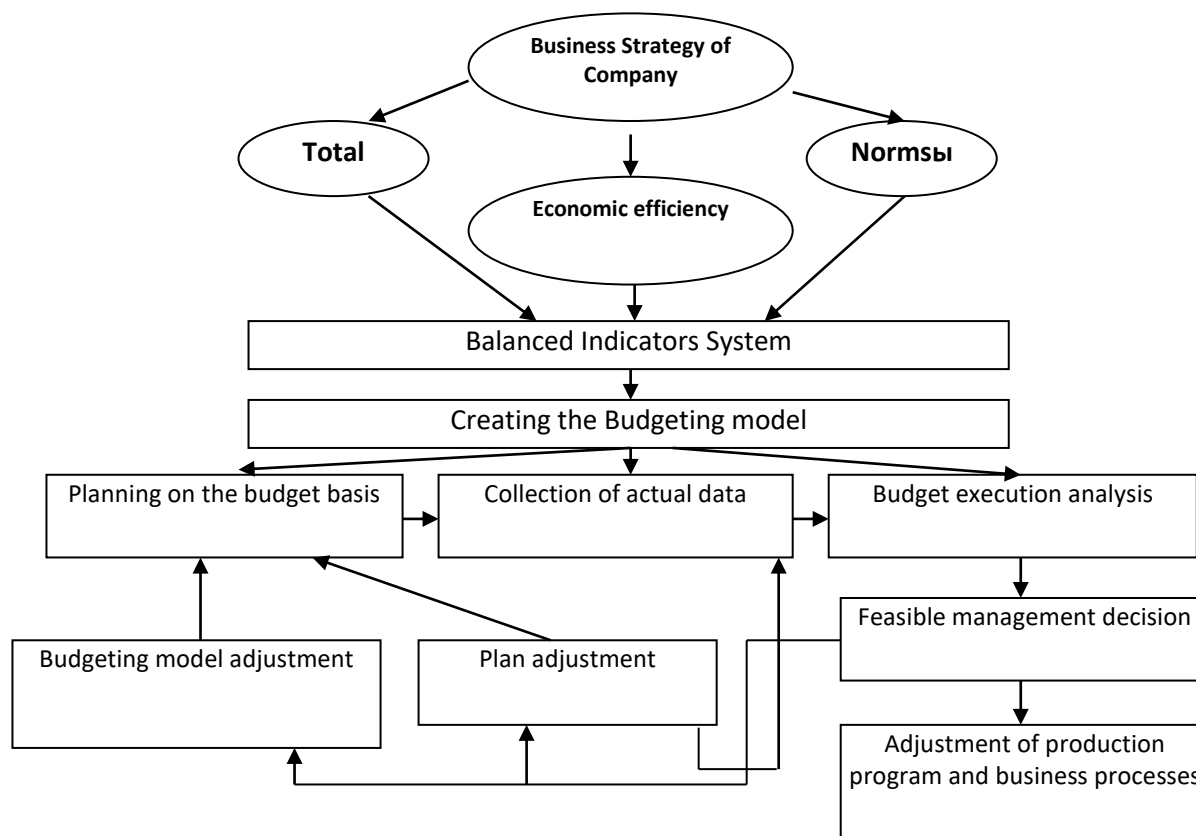 Business Strategy of
Company
Total
Normsы
Economic efficiency
Balanced Indicators System
Creating the Budgeting model
Planning on the budget basis
Collection of actual data
Budget execution analysis
Feasible management decision
Budgeting model adjustment
Plan adjustment
Adjustment of production
program and business processes